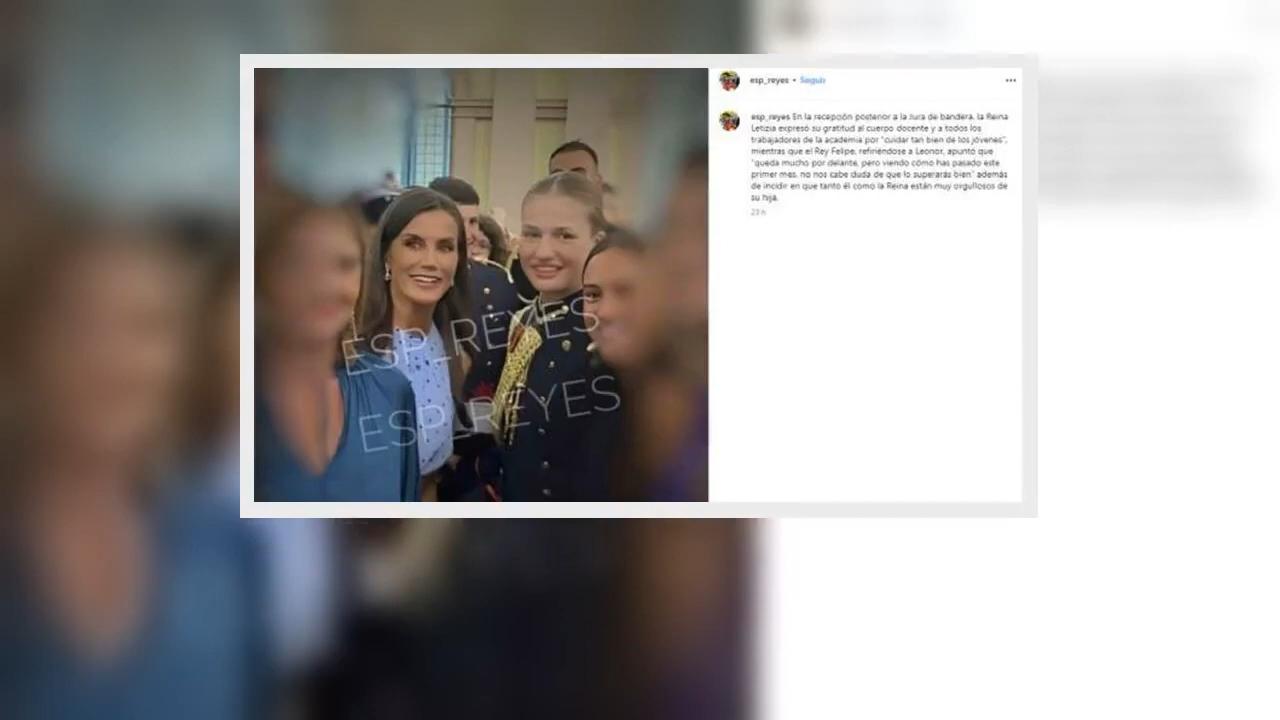 esp_reyes • Seguir
esp_reyes En la recepción posterior a la Jura de bandera, la Reina
Letizia expresó su gratitud al cuerpo docente y a todos los
trabajadores de la academia por "cuidar tan bien de los jóvenes",
mientras que el Rey Felipe, refiriéndose a Leonor, apuntó que
"queda mucho por delante, pero viendo cómo has pasado este
primer mes, no nos cabe duda de que lo superarás bien" además
de incidir en que tanto él como la Reina están muy orgullosos de
su hija.
23 h
ESP_REYES
ESP_REYES